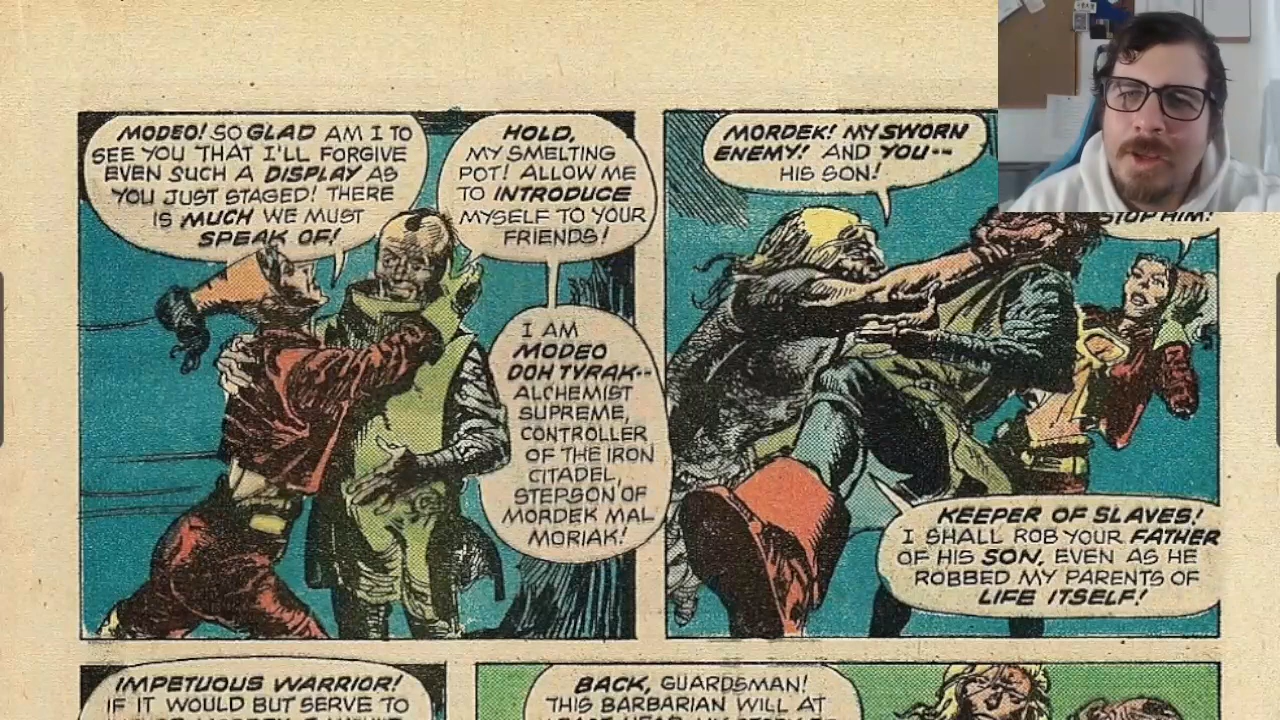 MODEO! SO GLAD AM I TO
SEE YOU THAT I'LL FORGIVE
EVEN SUCH A DISPLAY AS
YOU JUST STAGED! THERE
IS MUCH WE MUST
SPEAK OF!
HOLD,
MY SMELTING
POT! ALLOW ME
TO INTRODUCE
MYSELF TO YOUR
FRIENDS!
I AM
MODEO
DOH TYRAK--
ALCHEMIST
SUPREME,
CONTROLLER
OF THE IRON
CITADEL,
STEPSON OF
MORDEK MAL
MORIAK!
MORDEK! MY SWORN
ENEMY! AND YOU--
HIS SON!
STOP HIM!
KEEPER OF SLAVES!
I SHALL ROB YOUR FATHER
OF HIS SON, EVEN AS HE
ROBBED MY PARENTS OF
LIFE ITSELF!
IMPETUOUS WARRIOR!
IF IT WOULD BUT SERVE TO
BACK, GUARDSMAN!
THIS BARBARIAN WILL AT